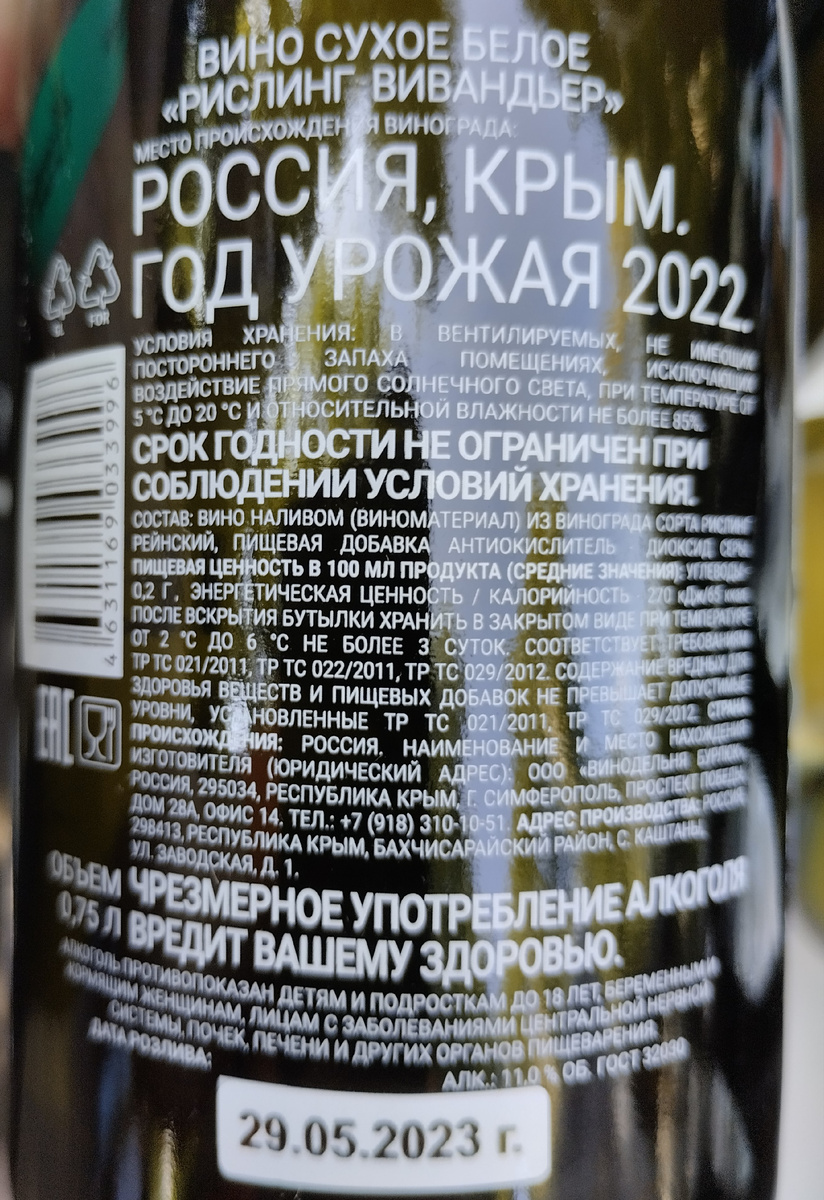 ВИНО СУХОЕ БЕЛОЕ
«РИСЛИНГ ВИВАНДЬЕР»
МЕСТО ПРОИСХОЖДЕНИЯ ВИНОГРАДА:
РОССИЯ, КРЫМ.
ГОД УРОЖАЯ 2022.
GL FOR
УСЛОВИЯ ХРАНЕНИЯ: В ВЕНТИЛИРУЕМЫХ, НЕ ИМЕЮЩИХ
ПОСТОРОННЕГО ЗАПАХА ПОМЕЩЕНИЯХ, ИСКЛЮЧАЮЩИХ
ВОЗДЕЙСТВИЕ ПРЯМОГО СОЛНЕЧНОГО СВЕТА, ПРИ ТЕМПЕРАТУРЕ ОТ
5 °С ДО 20 °С И ОТНОСИТЕЛЬНОЙ ВЛАЖНОСТИ НЕ БОЛЕЕ 85%.
СРОК ГОДНОСТИ НЕ ОГРАНИЧЕН ПРИ
СОБЛЮДЕНИИ УСЛОВИЙ ХРАНЕНИЯ.
СОСТАВ: ВИНО НАЛИВОМ (ВИНОМАТЕРИАЛ) ИЗ ВИНОГРАДА СОРТА РИСЛИНГ
РЕЙНСКИЙ, ПИЩЕВАЯ ДОБАВКА АНТИОКИСЛИТЕЛЬ ДИОКСИД СЕРЫ.
ПИЩЕВАЯ ЦЕННОСТЬ В 100 МЛ ПРОДУКТА (СРЕДНИЕ ЗНАЧЕНИЯ): УГЛЕВОДЫ
0,2 Г, ЭНЕРГЕТИЧЕСКАЯ ЦЕННОСТЬ / КАЛОРИЙНОСТЬ 270 кДж/65 ккал.
ПОСЛЕ ВСКРЫТИЯ БУТЫЛКИ ХРАНИТЬ В ЗАКРЫТОМ ВИДЕ ПРИ ТЕМПЕРАТУРЕ
ОТ 2 °С ДО 6 °С НЕ БОЛЕЕ 3 СУТОК. СООТВЕТСТВУЕТ ТРЕБОВАНИЯМ
ТР ТС 021/2011, ТР ТС 022/2011, ТР ТС 029/2012. СОДЕРЖАНИЕ ВРЕДНЫХ ДЛЯ
ЗДОРОВЬЯ ВЕЩЕСТВ И ПИЩЕВЫХ ДОБАВОК НЕ ПРЕВЫШАЕТ ДОПУСТИМЫЕ
УРОВНИ, УСТАНОВЛЕННЫЕ ТР ТС 021/2011, ТР ТС 029/2012. СТРАНА
ПРОИСХОЖДЕНИЯ: РОССИЯ, НАИМЕНОВАНИЕ И МЕСТО НАХОЖДЕНИЯ
ИЗГОТОВИТЕЛЯ (ЮРИДИЧЕСКИЙ АДРЕС): ООО «ВИНОДЕЛЬНЯ
РОССИЯ, 295034, РЕСПУБЛИКА КРЫМ, Г. СИМФЕРОПОЛЬ, ПРОСПЕКТ ПОБЕДЫ,
ДОМ 28А, ОФИС 14. ТЕЛ.: +7 (918) 310-10-51. АДРЕС ПРОИЗВОДСТВА: РОССИЯ,
298413, РЕСПУБЛИКА КРЫМ, БАХЧИСАРАЙСКИЙ РАЙОН, С. КАШТАНЫ,
УЛ. ЗАВОДСКАЯ, Д. 1.
4 631169 033996
EAC
ОБЪЕМ
0,75 Л
ЧРЕЗМЕРНОЕ УПОТРЕБЛЕНИЕ АЛКОГОЛЯ
ВРЕДИТ ВАШЕМУ ЗДОРОВЬЮ.
АЛКОГОЛЬ ПРОТИВОПОКАЗАН ДЕТЯМ И ПОДРОСТКАМ ДО 18 ЛЕТ, БЕРЕМЕННЫМ И
КОРМЯЩИМ ЖЕНЩИНАМ, ЛИЦАМ С ЗАБОЛЕВАНИЯМИ ЦЕНТРАЛЬНОЙ НЕРВНОЙ
СИСТЕМЫ, ПОЧЕК, ПЕЧЕНИ И ДРУГИХ ОРГАНОВ ПИЩЕВАРЕНИЯ.
ДАТА РОЗЛИВА: АЛК.: 11,0 % ОБ. ГОСТ 32030
29.05.2023 г.